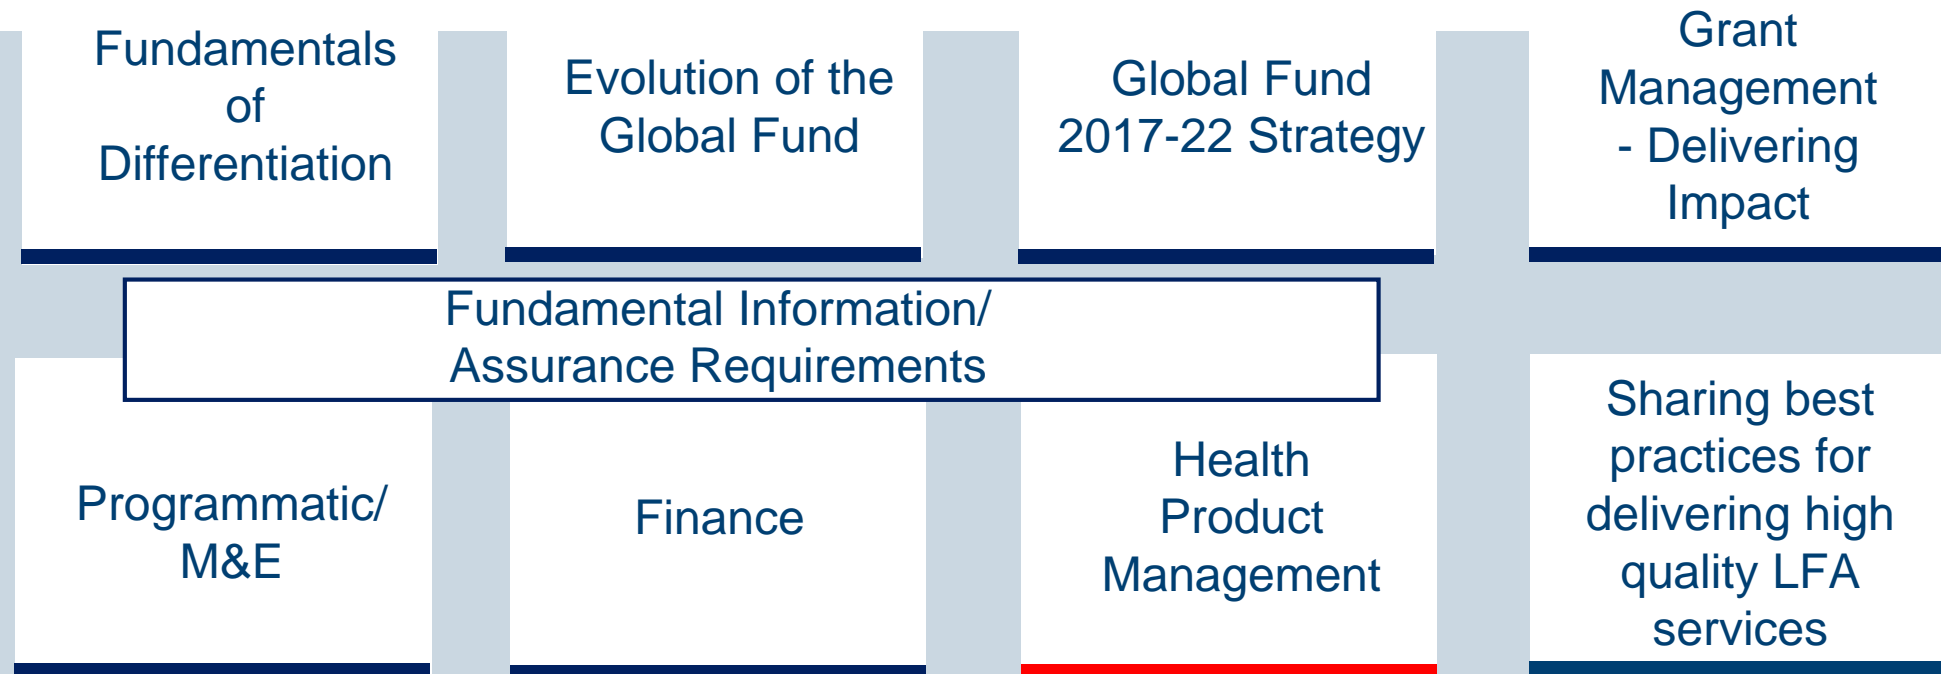 Fundamentals
of
Differentiation
Evolution of the
Global Fund
Global Fund
2017-22 Strategy
Grant
Management
- Delivering
Impact
Fundamental Information/
Assurance Requirements
Programmatic/
M&E
Finance
Health
Product
Management
Sharing best
practices for
delivering high
quality LFA
services